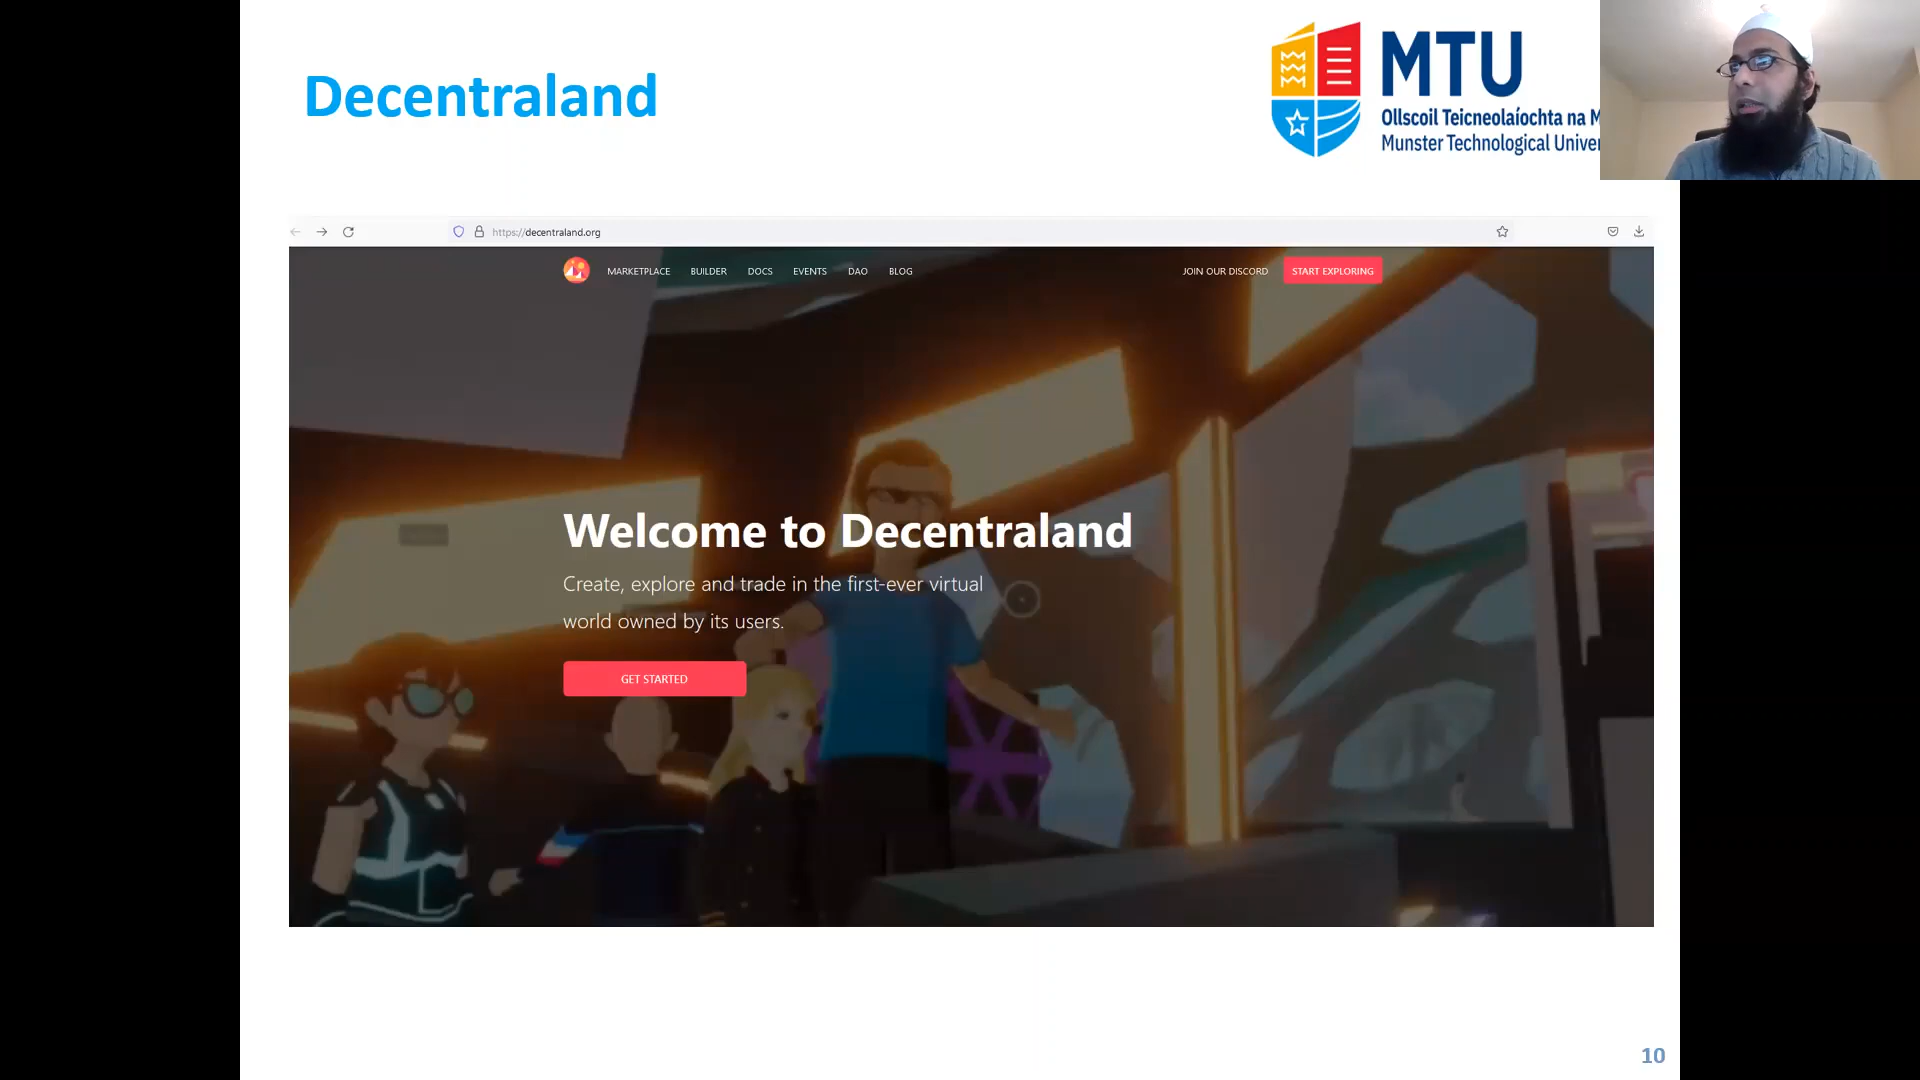 Decentraland
MTU
Ollscoil Teicneolaíochta na M
Munster Technological Univer
https://decentraland.org
MARKETPLACE BUILDER DOCS EVENTS DAO BLOG JOIN OUR DISCORD START EXPLORING
Welcome to Decentraland
Create, explore and trade in the first-ever virtual
world owned by its users.
GET STARTED
10